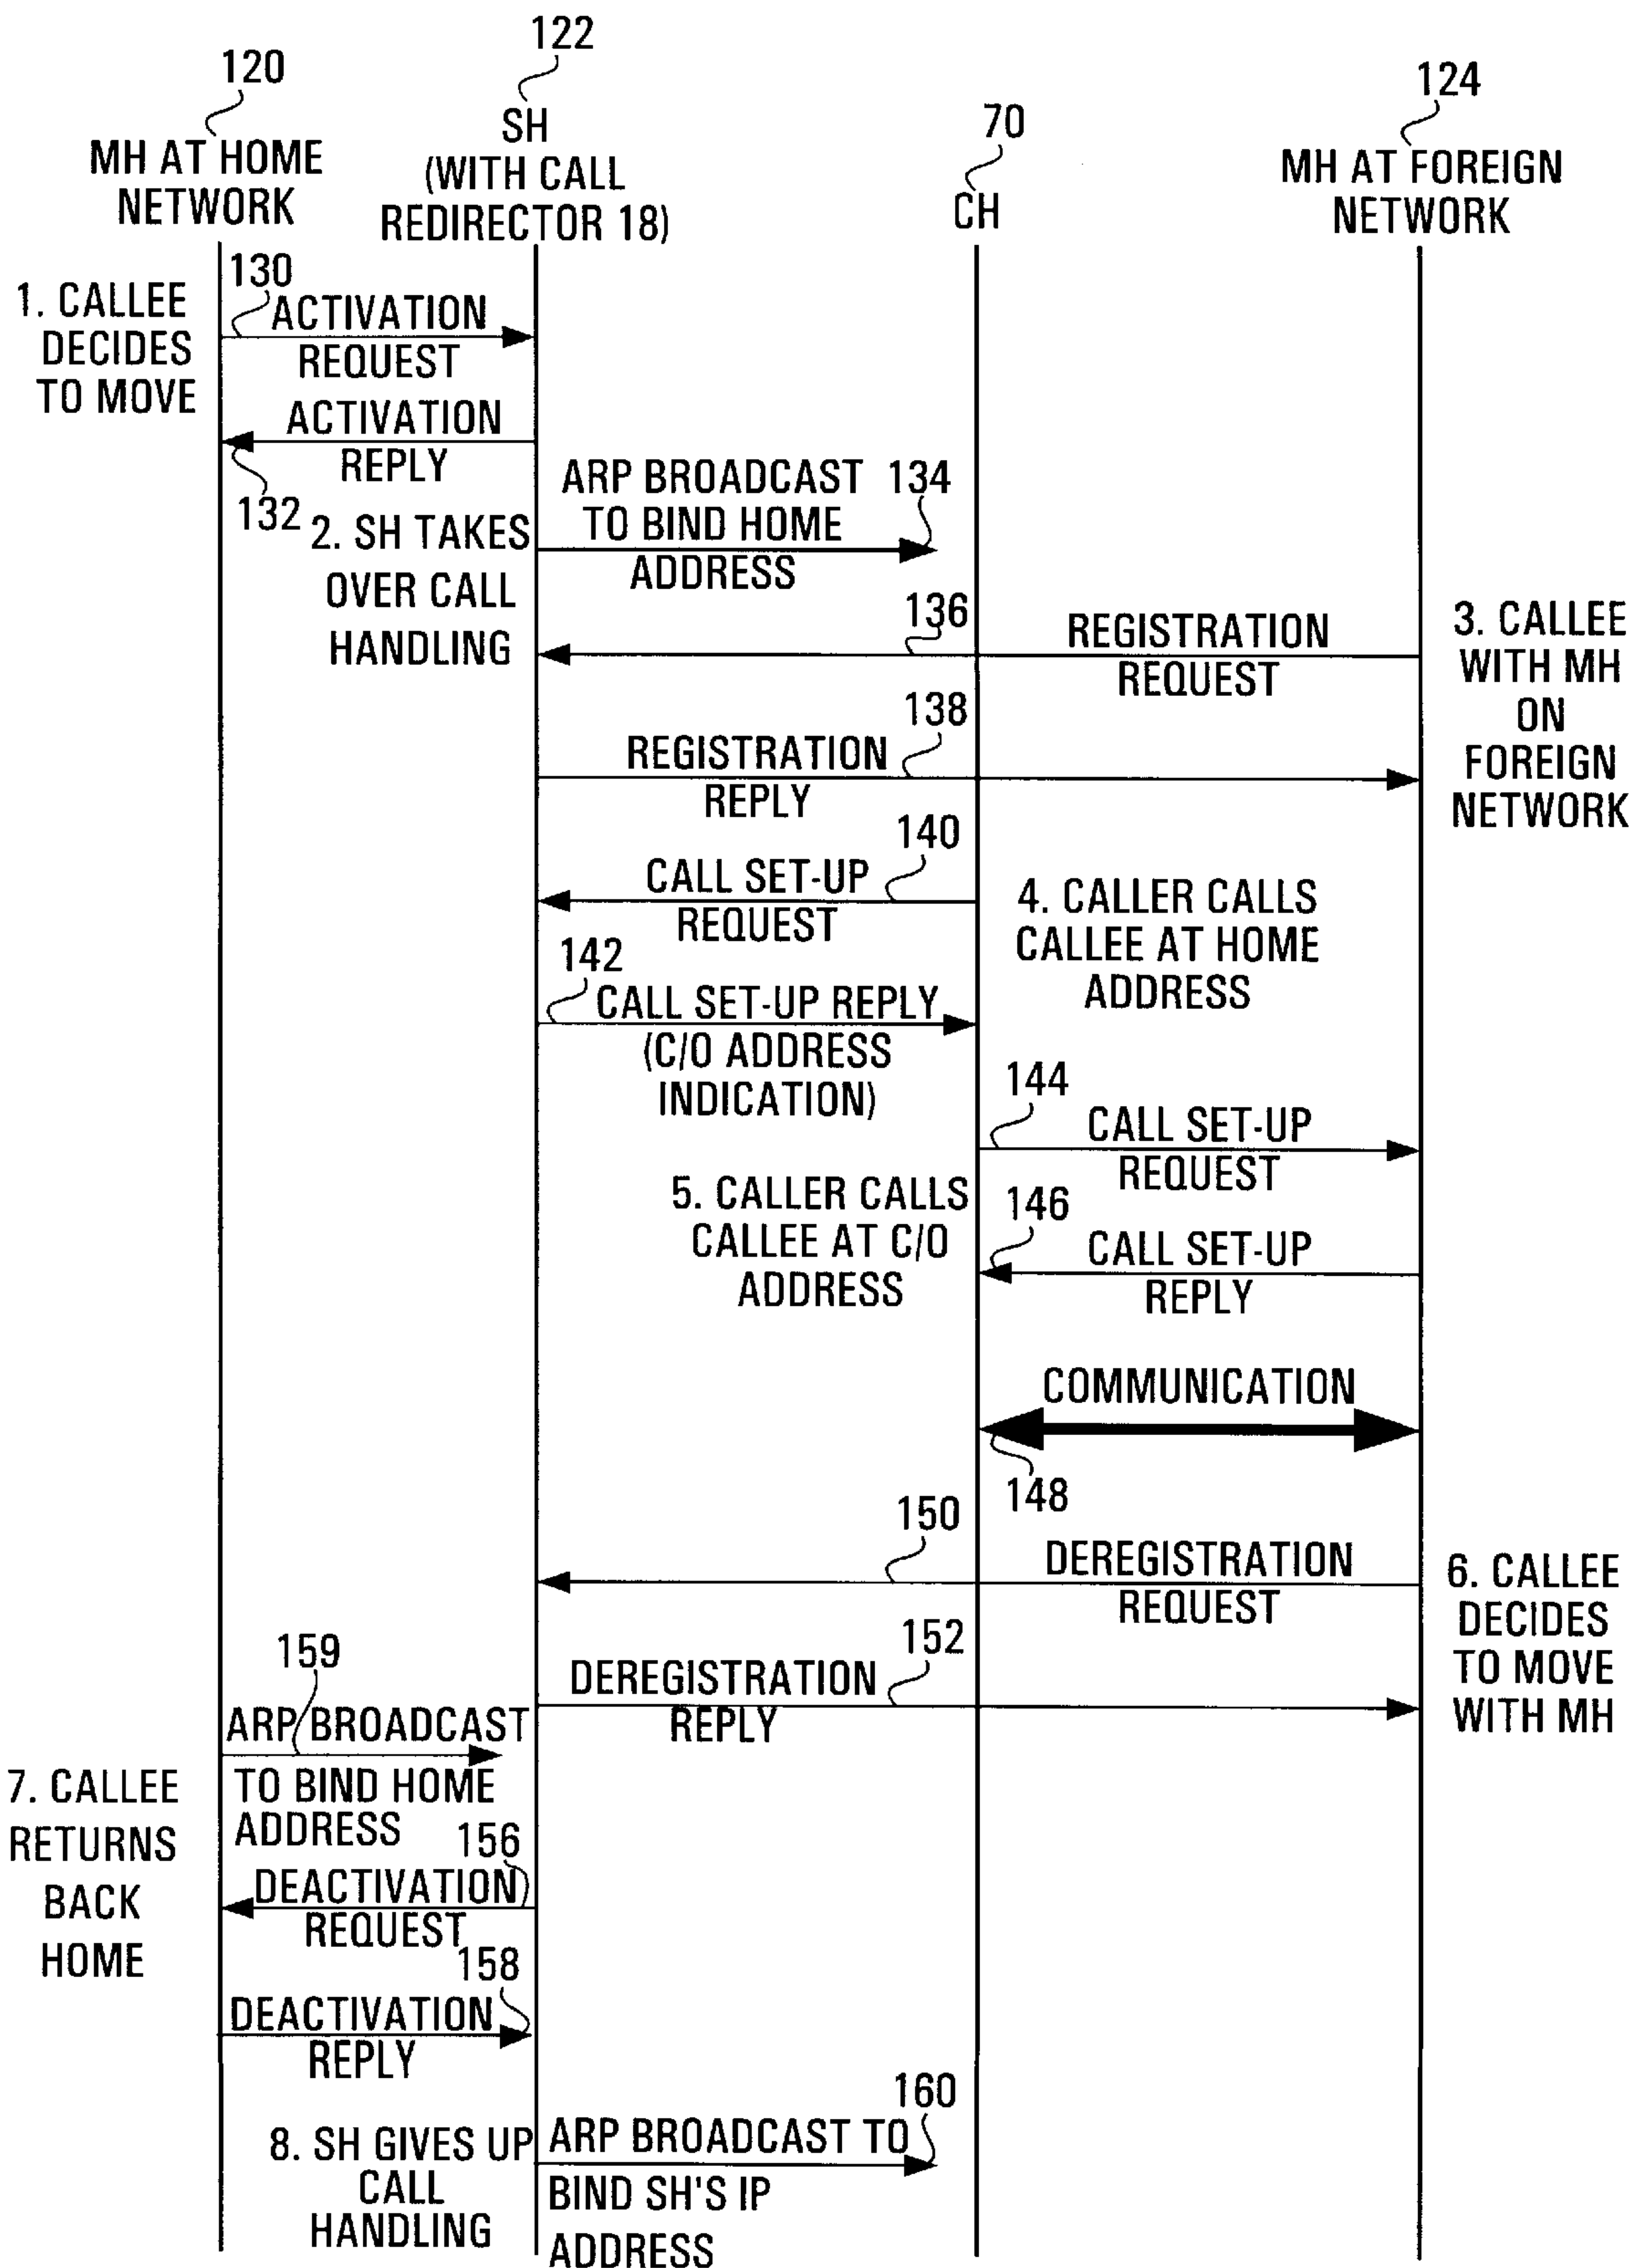 122
120
124
70
SH
(WITH CALL
REDIRECTOR 18)
MH AT HOME
NETWORK
CH
MH AT FOREIGN
NETWORK
130
1. CALLEE
DECIDES
TO MOVE
ACTIVATION
REQUEST
ACTIVATION
REPLY
132
2. SH TAKES
OVER CALL
HANDLING
ARP BROADCAST
TO BIND HOME
ADDRESS
134
136
REGISTRATION
REQUEST
3. CALLEE
WITH MH
ON
FOREIGN
NETWORK
138
REGISTRATION
REPLY
140
CALL SET-UP
REQUEST
4. CALLER CALLS
CALLEE AT HOME
ADDRESS
142
CALL SET-UP REPLY
(C/O ADDRESS
INDICATION)
144
CALL SET-UP
REQUEST
5. CALLER CALLS
CALLEE AT C/O
ADDRESS
146
CALL SET-UP
REPLY
COMMUNICATION
148
150
DEREGISTRATION
REQUEST
6. CALLEE
DECIDES
TO MOVE
WITH MH
152
DEREGISTRATION
REPLY
159
ARP BROADCAST
TO BIND HOME
ADDRESS
7. CALLEE
RETURNS
BACK
HOME
156
DEACTIVATION
REQUEST
158
DEACTIVATION
REPLY
160
8. SH GIVES UP
CALL
HANDLING
ARP BROADCAST TO
BIND SH'S IP
ADDRESS